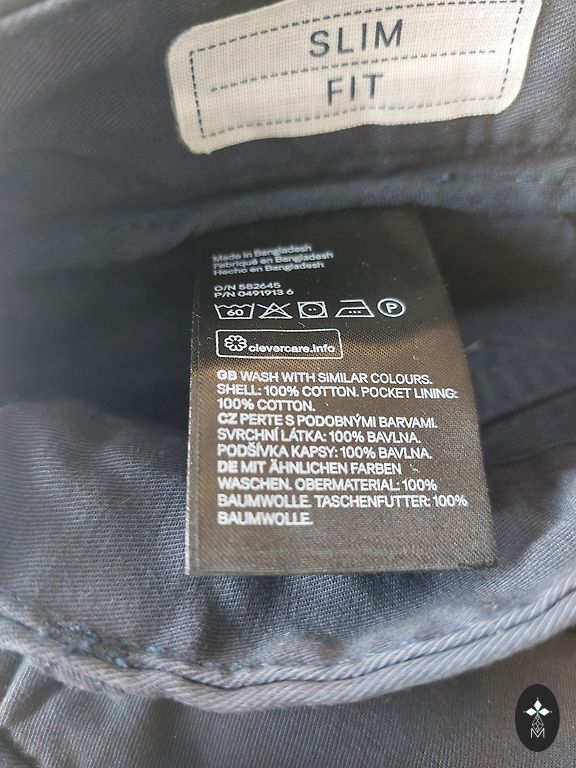 SLIM
FIT
Made in Bangladesh
Fabriqué en Bangladesh
Hecho en Bangladesh
O/N 582645
P/N 0491913 6
60 P
clevercare.info
GB WASH WITH SIMILAR COLOURS.
SHELL: 100% COTTON. POCKET LINING:
100% COTTON.
CZ PERTE S PODOBNÝMI BARVAMI.
SVRCHNÍ LÁTKA: 100% BAVLNA.
PODŠÍVKA KAPSY: 100% BAVLNA.
DE MIT ÄHNLICHEN FARBEN
WASCHEN. OBERMATERIAL: 100%
BAUMWOLLE. TASCHENFUTTER: 100%
BAUMWOLLE.
M